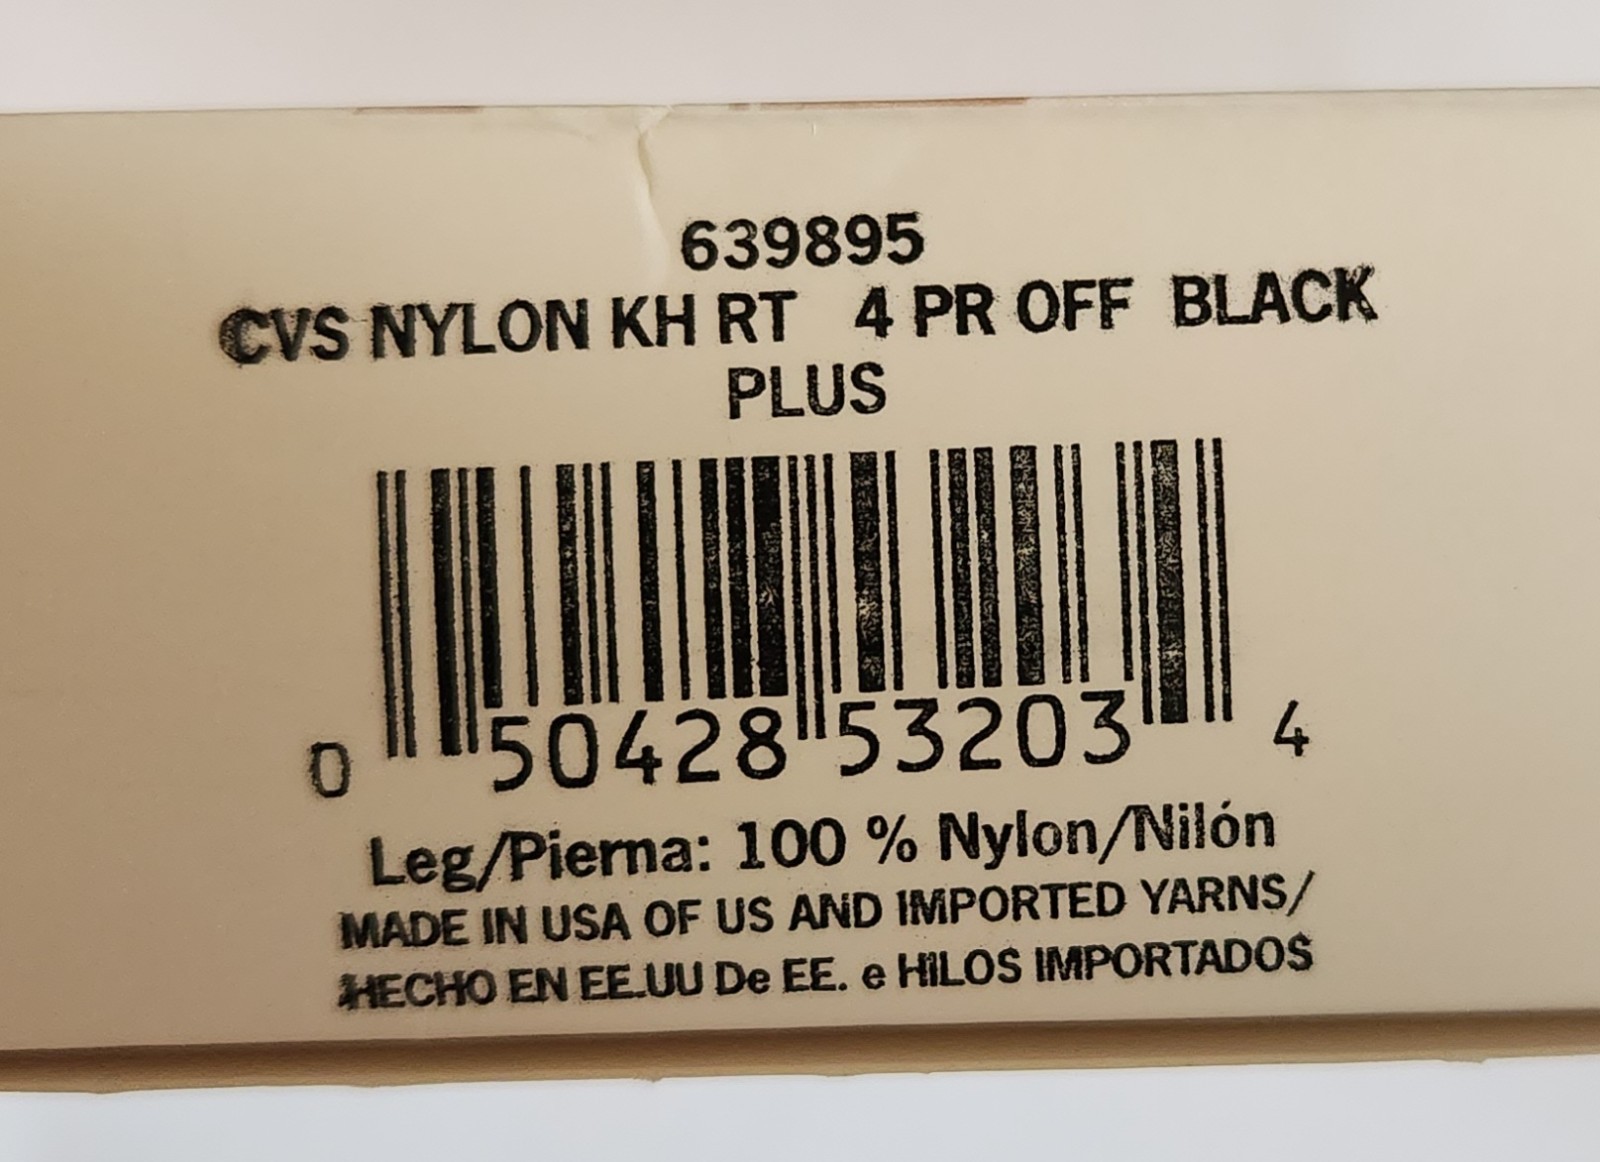 639895
CVS NYLON KH RT 4 PR OFF BLACK
PLUS
0 50428 53203 4
Leg/Pierna: 100 % Nylon/Nilón
MADE IN USA OF US AND IMPORTED YARNS/
HECHO EN EE.UU De EE. e HILOS IMPORTADOS